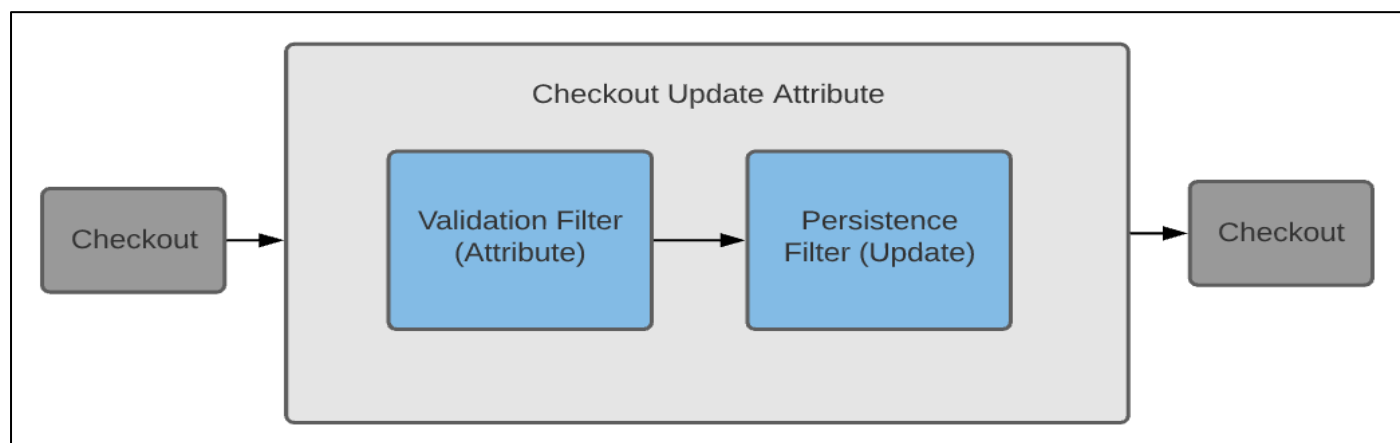 Checkout Update Attribute
Checkout
Validation Filter
(Attribute)
Persistence
Filter (Update)
Checkout